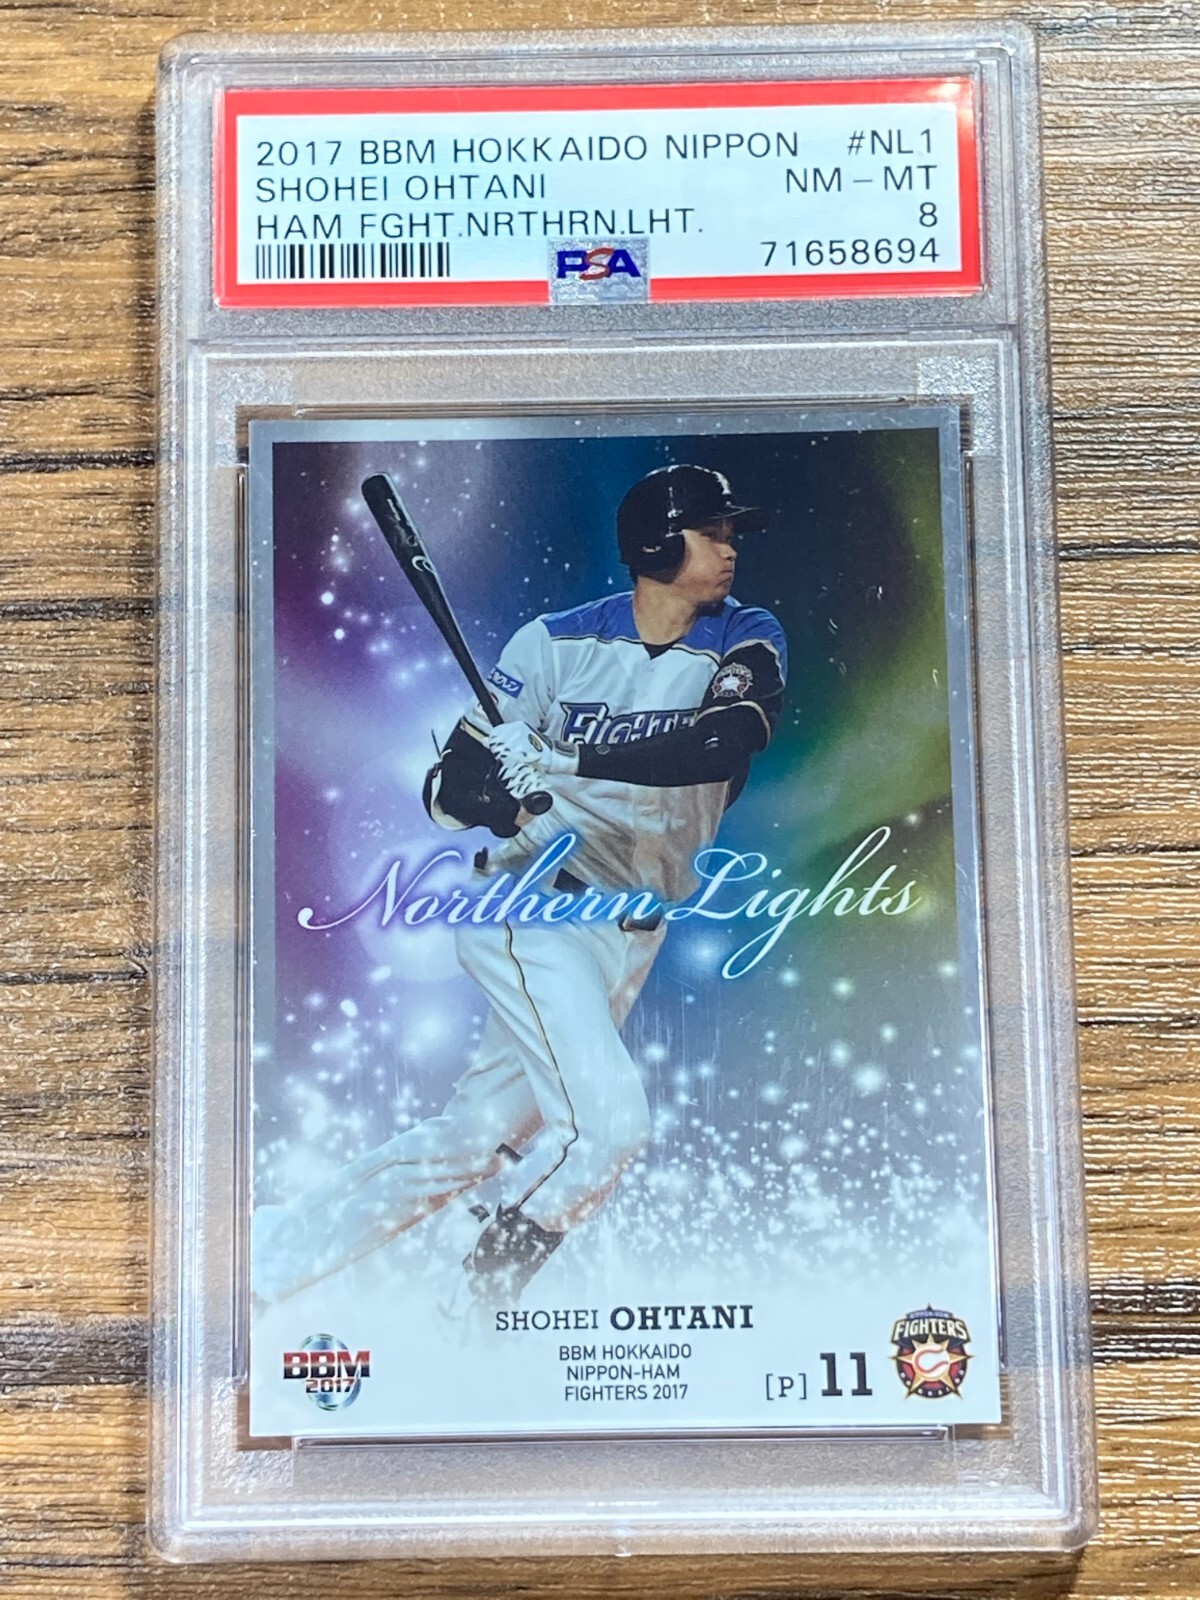 2017 BBM HOKKAIDO NIPPON #NL1
SHOHEI OHTANI NM - MT
HAM FGHT.NRTHRN.LHT. 8
PSA 71658694
FIGHTE
Northern Lights
SHOHEI OHTANI
BBM HOKKAIDO
NIPPON-HAM
FIGHTERS 2017
[P] 11
BBM
2017
FIGHTERS